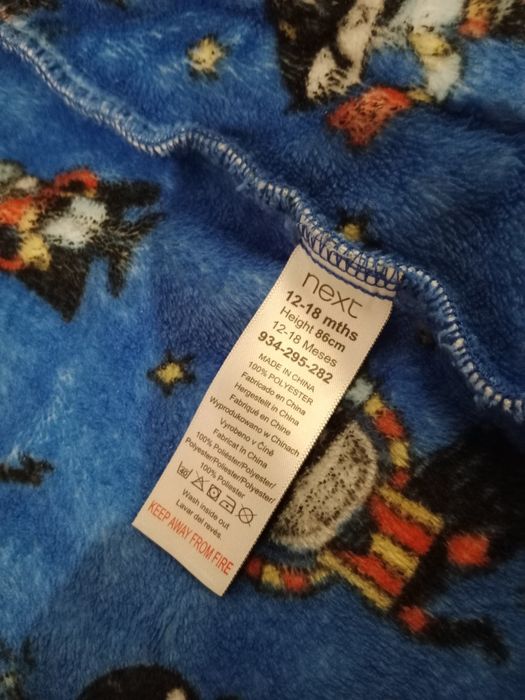 next
12-18 mths
Height 86cm
12-18 Meses
934-295-282
MADE IN CHINA
100% POLYESTER
Fabricado en China
Hergestellt in China
Fabriqué en Chine
Wyprodukowano w Chinach
Vyrobeno v Číně
Fabricat in China
100% Poliéster/Polyester/
Polyester/Poliester/Polyester/
100% Poliester
Wash inside out
Lavar del revés.
KEEP AWAY FROM FIRE